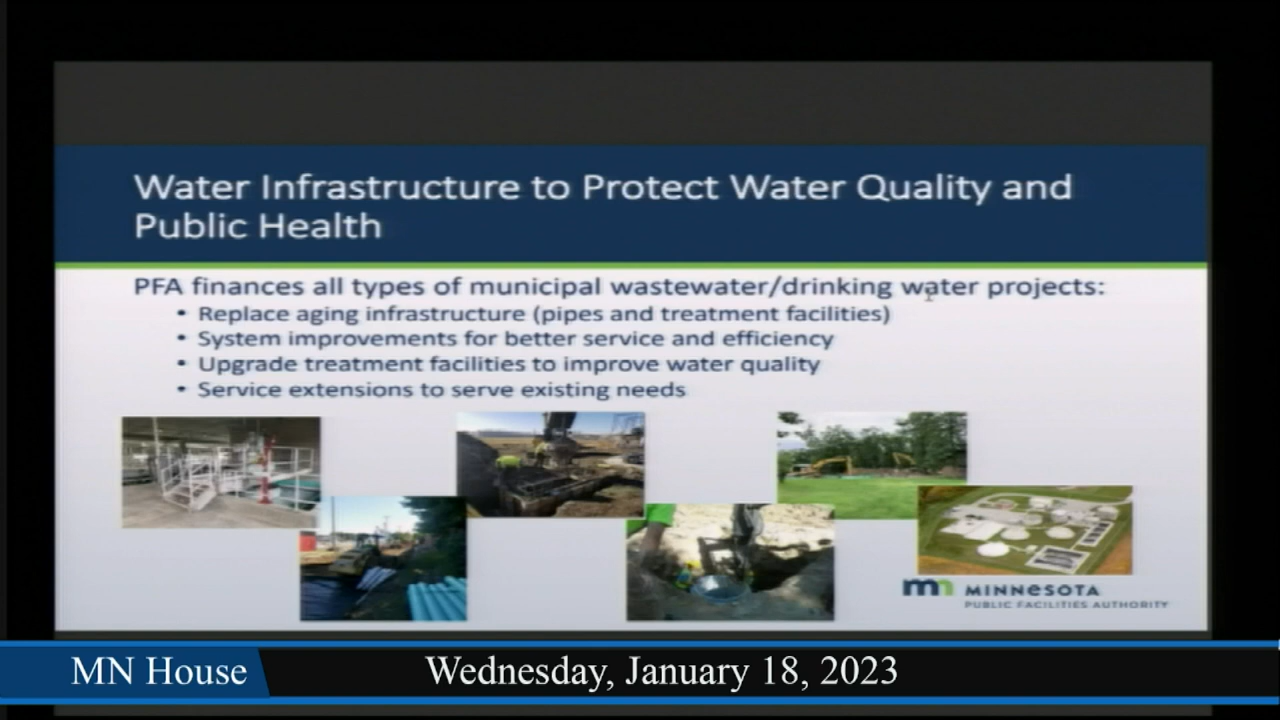 Water Infrastructure to Protect Water Quality and
Public Health
PFA finances all types of municipal wastewater/drinking water projects:
• Replace aging infrastructure (pipes and treatment facilities)
• System improvements for better service and efficiency
• Upgrade treatment facilities to improve water quality
• Service extensions to serve existing needs
mn MINNESOTA
PUBLIC FACILITIES AUTHORITY
MN House
Wednesday, January 18, 2023